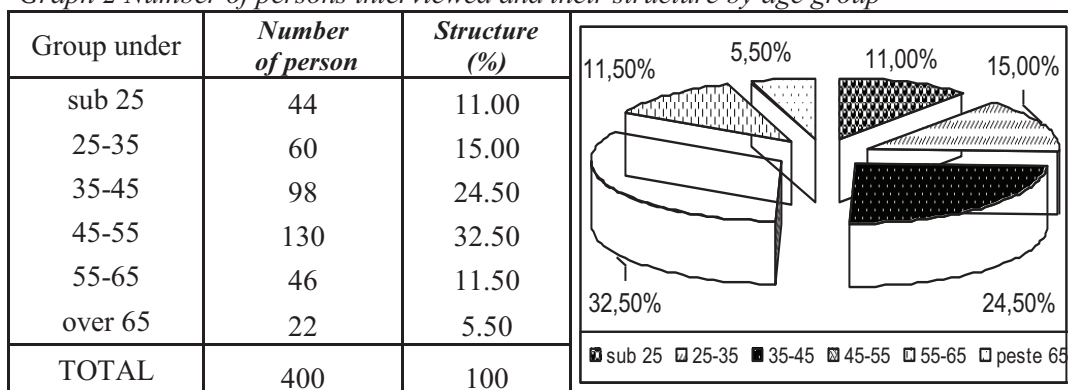 Graph 2 Number of persons interviewed and their structure by age group
Group under Number of person Structure (%)
sub 25 44 11.00
25-35 60 15.00
35-45 98 24.50
45-55 130 32.50
55-65 46 11.50
over 65 22 5.50
TOTAL 400 100
11,50% 5,50% 11,00% 15,00%
32,50% 24,50%
sub 25 25-35 35-45 45-55 55-65 peste 65